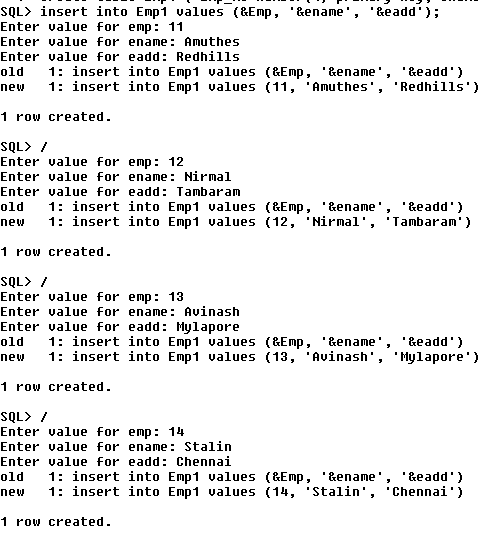 SQL> insert into Emp1 values (&Emp, '&ename', '&eadd');
Enter value for emp: 11
Enter value for ename: Amuthes
Enter value for eadd: Redhills
old   1: insert into Emp1 values (&Emp, '&ename', '&eadd')
new   1: insert into Emp1 values (11, 'Amuthes', 'Redhills')
1 row created.
SQL> /
Enter value for emp: 12
Enter value for ename: Nirmal
Enter value for eadd: Tambaram
old   1: insert into Emp1 values (&Emp, '&ename', '&eadd')
new   1: insert into Emp1 values (12, 'Nirmal', 'Tambaram')
1 row created.
SQL> /
Enter value for emp: 13
Enter value for ename: Avinash
Enter value for eadd: Mylapore
old   1: insert into Emp1 values (&Emp, '&ename', '&eadd')
new   1: insert into Emp1 values (13, 'Avinash', 'Mylapore')
1 row created.
SQL> /
Enter value for emp: 14
Enter value for ename: Stalin
Enter value for eadd: Chennai
old   1: insert into Emp1 values (&Emp, '&ename', '&eadd')
new   1: insert into Emp1 values (14, 'Stalin', 'Chennai')
1 row created.